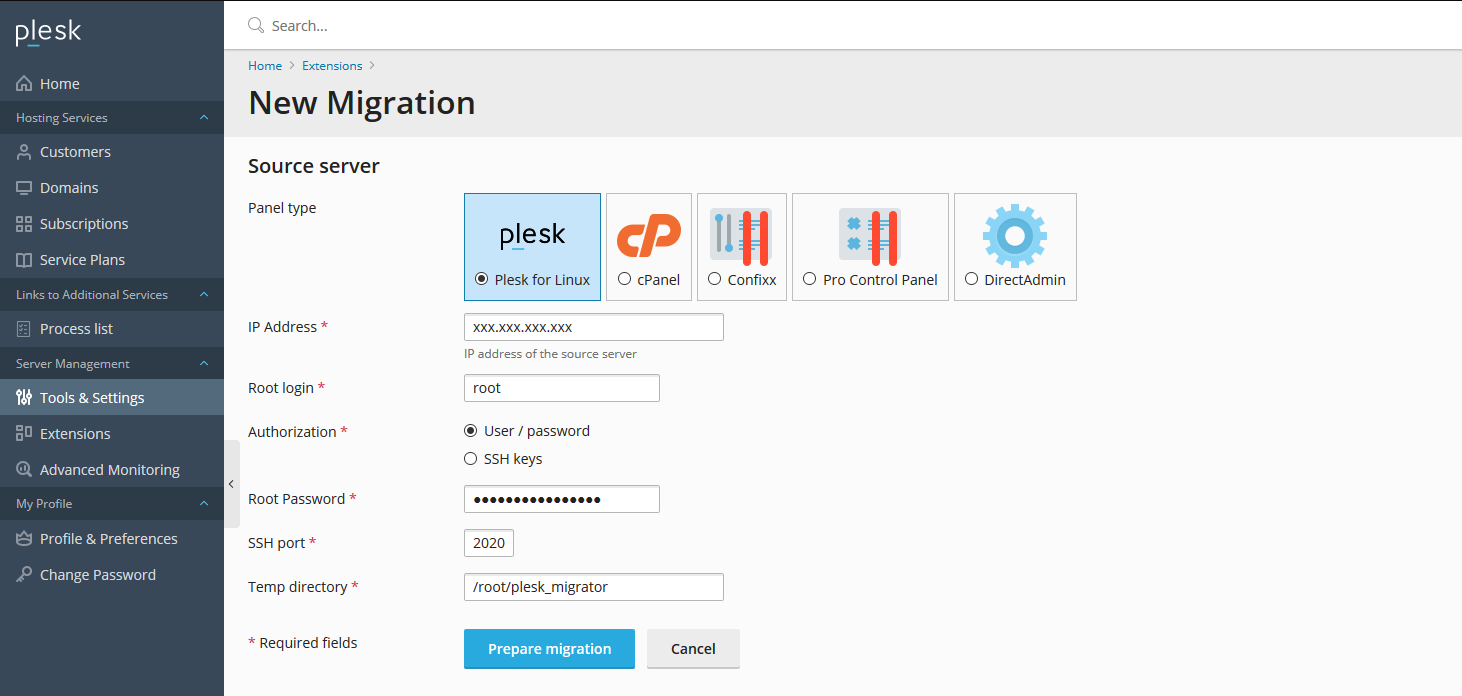 plesk
Search...
Home
Hosting Services
Customers
Domains
Subscriptions
Service Plans
Links to Additional Services
Process list
Server Management
Tools & Settings
Extensions
Advanced Monitoring
My Profile
Profile & Preferences
Change Password
Home > Extensions >
New Migration
Source server
Panel type
plesk
Plesk for Linux
cP
cPanel
Confixx
Pro Control Panel
DirectAdmin
IP Address *
xxx.xxx.xxx.xxx
IP address of the source server
Root login *
root
Authorization *
User / password
SSH keys
Root Password *
••••••••••••••••
SSH port *
2020
Temp directory *
/root/plesk_migrator
* Required fields
Prepare migration
Cancel